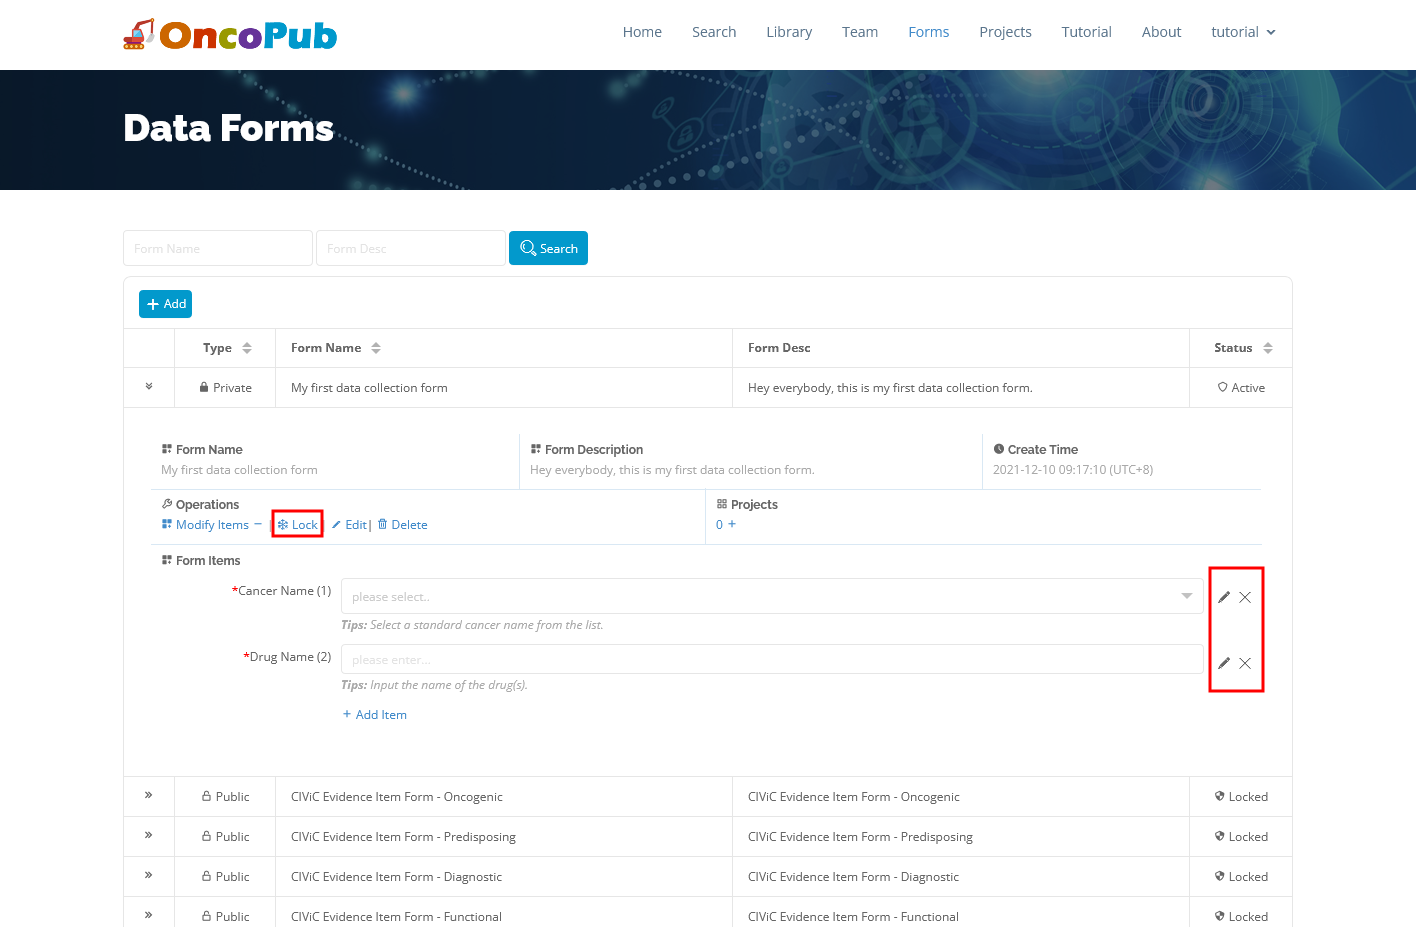 OncoPub
Home Search Library Team Forms Projects Tutorial About tutorial
Data Forms
Form Name Form Desc Search
+ Add
Type Form Name Form Desc Status
Private My first data collection form Hey everybody, this is my first data collection form. Active
Form Name Form Description Create Time
My first data collection form Hey everybody, this is my first data collection form. 2021-12-10 09:17:10 (UTC+8)
Operations Projects
Modify Items − | Lock Edit| Delete 0 +
Form Items
*Cancer Name (1) please select..
Tips: Select a standard cancer name from the list.
*Drug Name (2) please enter...
Tips: Input the name of the drug(s).
+ Add Item
Public CIViC Evidence Item Form - Oncogenic CIViC Evidence Item Form - Oncogenic Locked
Public CIViC Evidence Item Form - Predisposing CIViC Evidence Item Form - Predisposing Locked
Public CIViC Evidence Item Form - Diagnostic CIViC Evidence Item Form - Diagnostic Locked
Public CIViC Evidence Item Form - Functional CIViC Evidence Item Form - Functional Locked